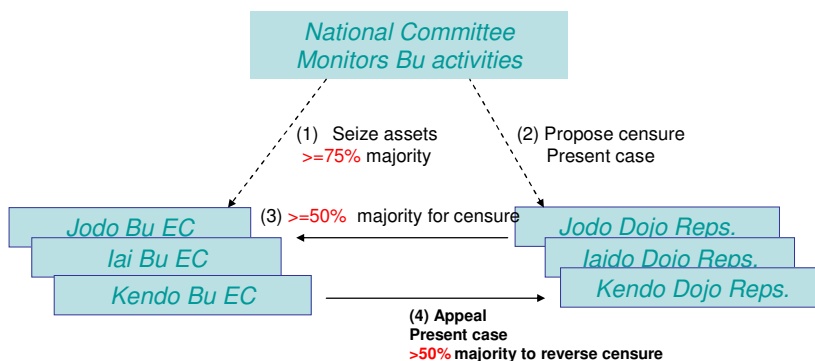 National Committee
Monitors Bu activities
(1) Seize assets
>=75% majority
(2) Propose censure
Present case
(3) >=50% majority for censure
Jodo Bu EC
Iai Bu EC
Kendo Bu EC
Jodo Dojo Reps.
Iaido Dojo Reps.
Kendo Dojo Reps.
(4) Appeal
Present case
>50% majority to reverse censure